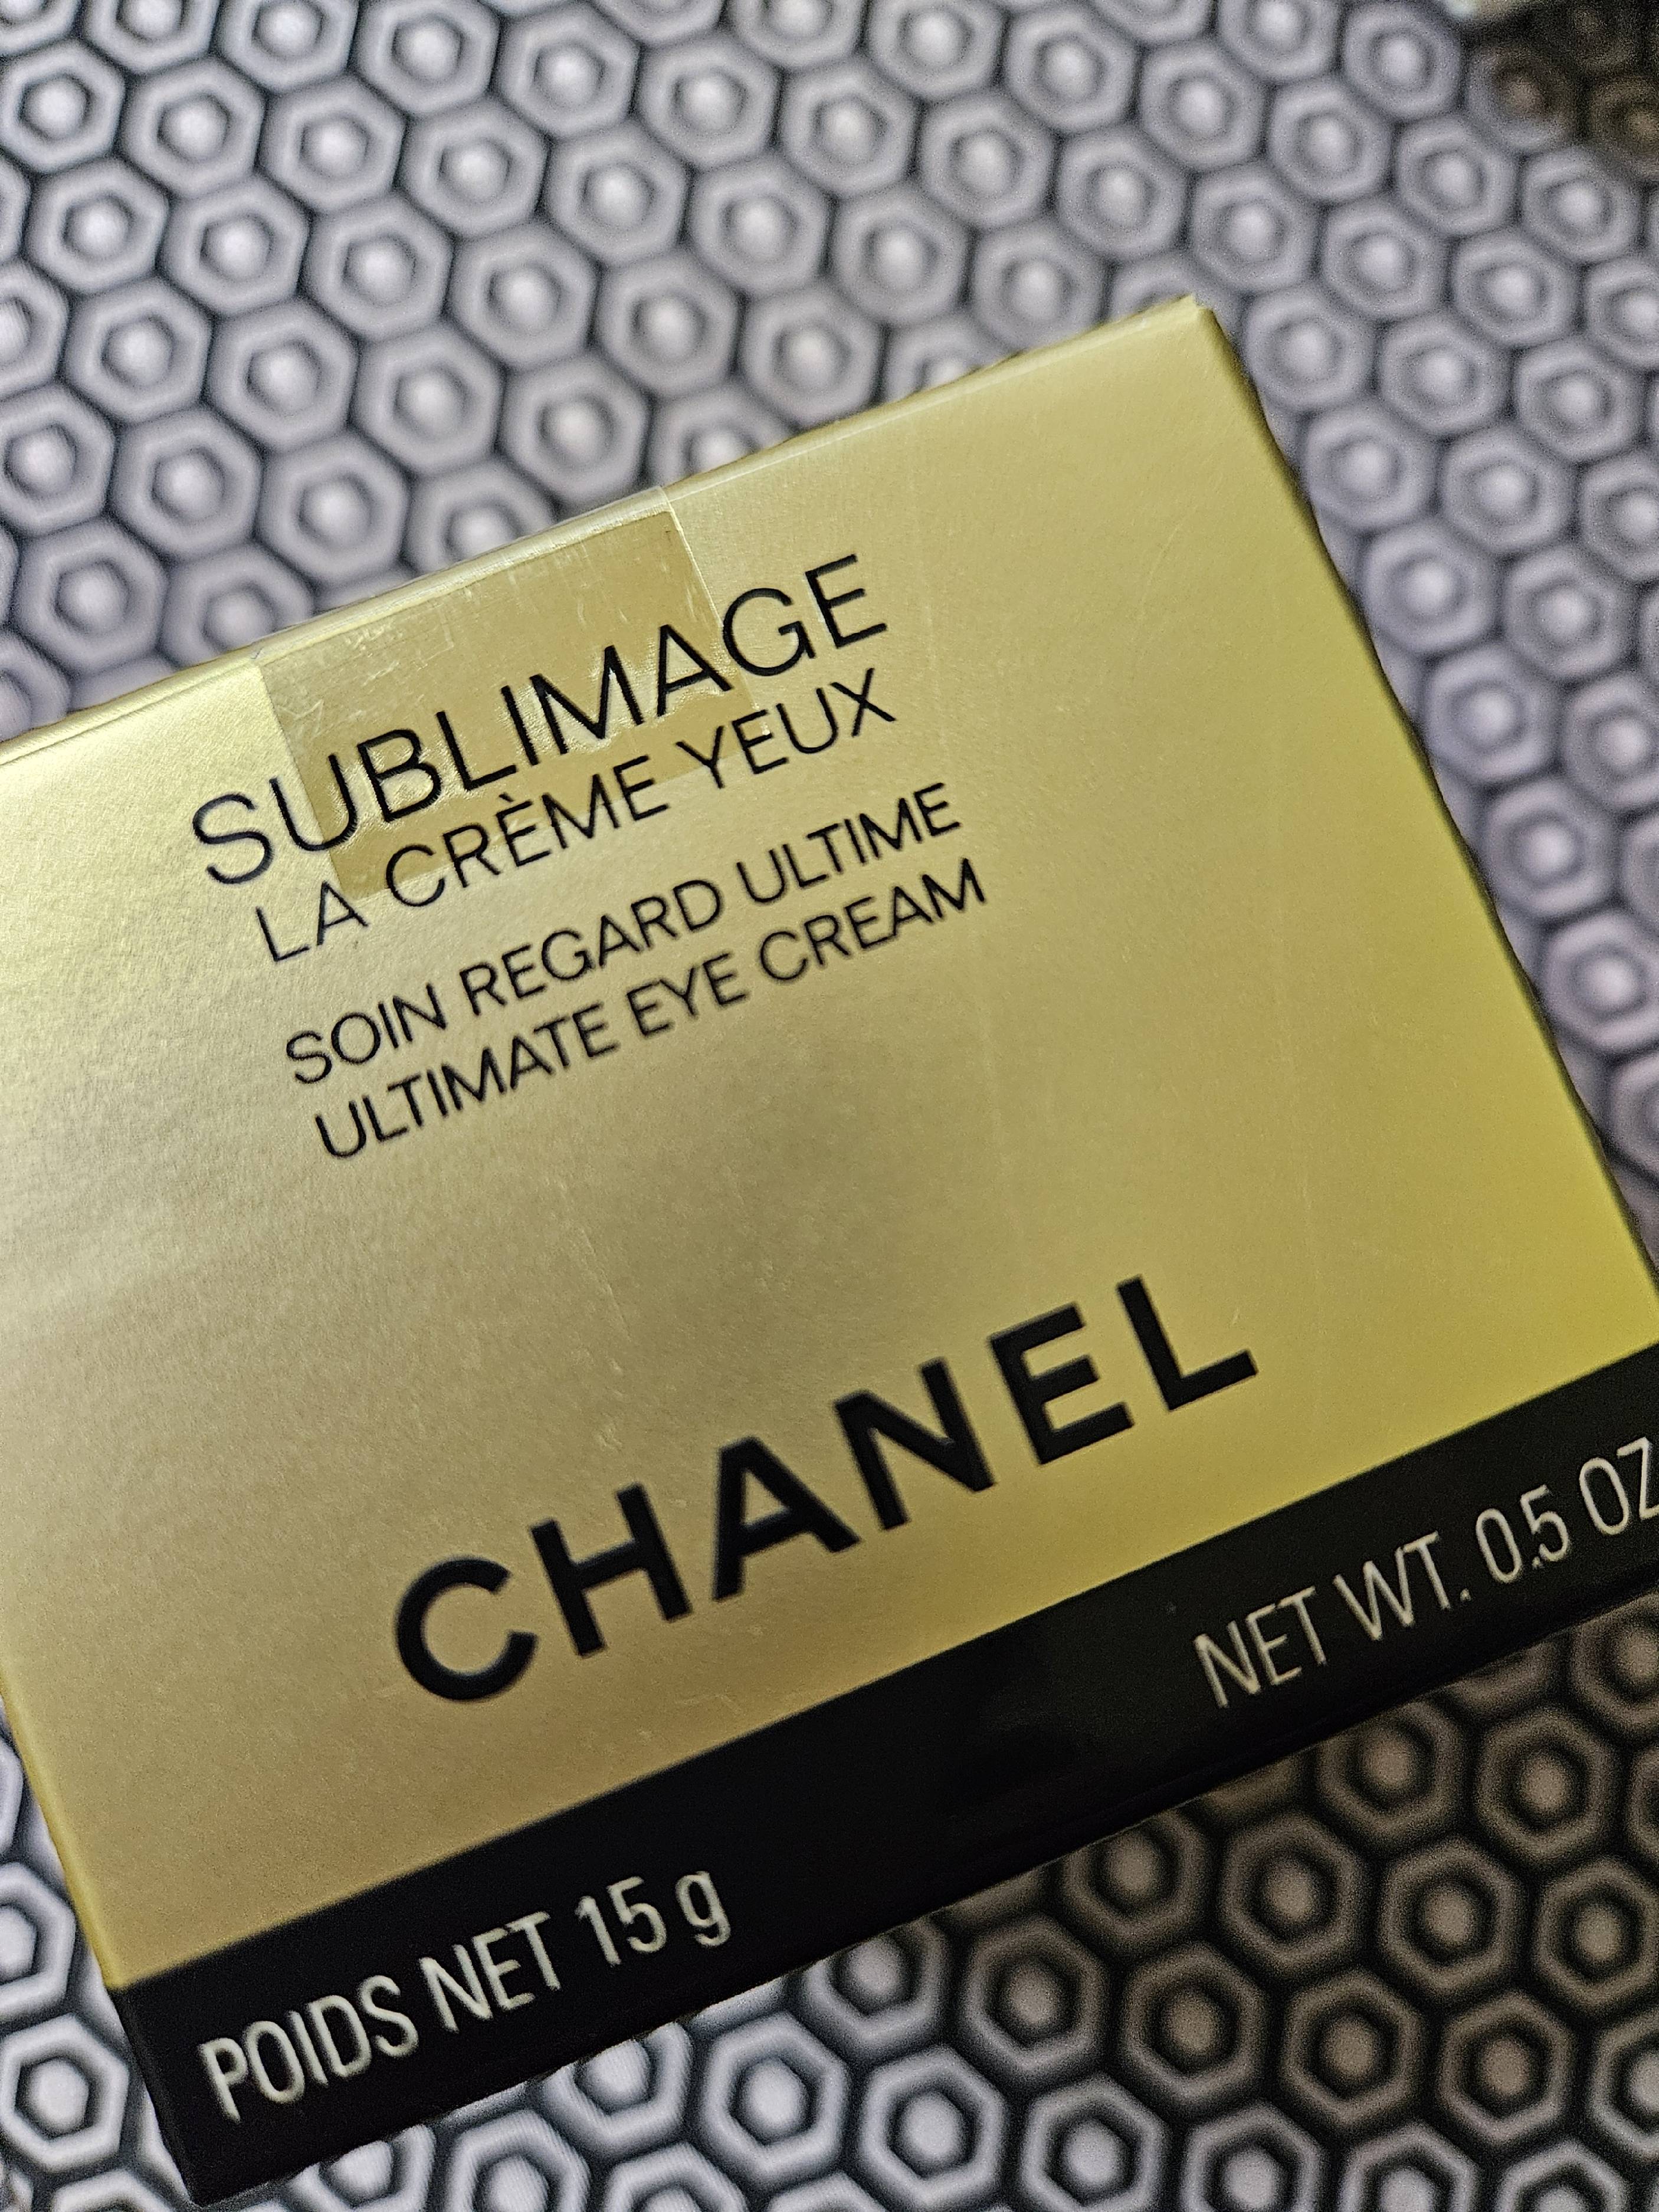 SUBLIMAGE
LA CRÈME YEUX
SOIN REGARD ULTIME
ULTIMATE EYE CREAM
CHANEL
POIDS NET 15 g
NET WT. 0.5 OZ